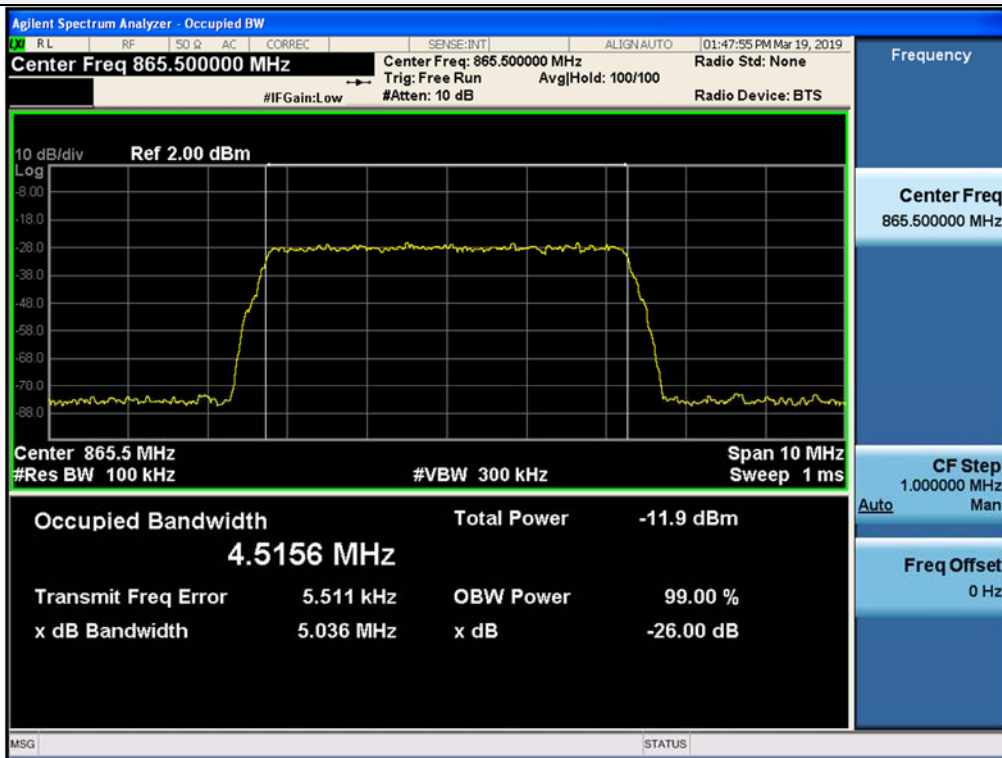 Agilent Spectrum Analyzer - Occupied BW
LXI RL RF 50 Ω AC CORREC SENSE:INT ALIGN AUTO 01:47:55 PM Mar 19, 2019
Center Freq 865.500000 MHz
Center Freq: 865.500000 MHz
Radio Std: None
Trig: Free Run Avg|Hold: 100/100
#IFGain:Low
#Atten: 10 dB
Radio Device: BTS
10 dB/div Ref 2.00 dBm
Log
-8.00
-18.0
-28.0
-38.0
-48.0
-58.0
-68.0
-78.0
-88.0
Center 865.5 MHz Span 10 MHz
#Res BW 100 kHz #VBW 300 kHz Sweep 1 ms
Occupied Bandwidth
4.5156 MHz
Total Power -11.9 dBm
Transmit Freq Error 5.511 kHz OBW Power 99.00 %
x dB Bandwidth 5.036 MHz x dB -26.00 dB
MSG STATUS
Frequency
Center Freq
865.500000 MHz
CF Step
1.000000 MHz
Auto Man
Freq Offset
0 Hz